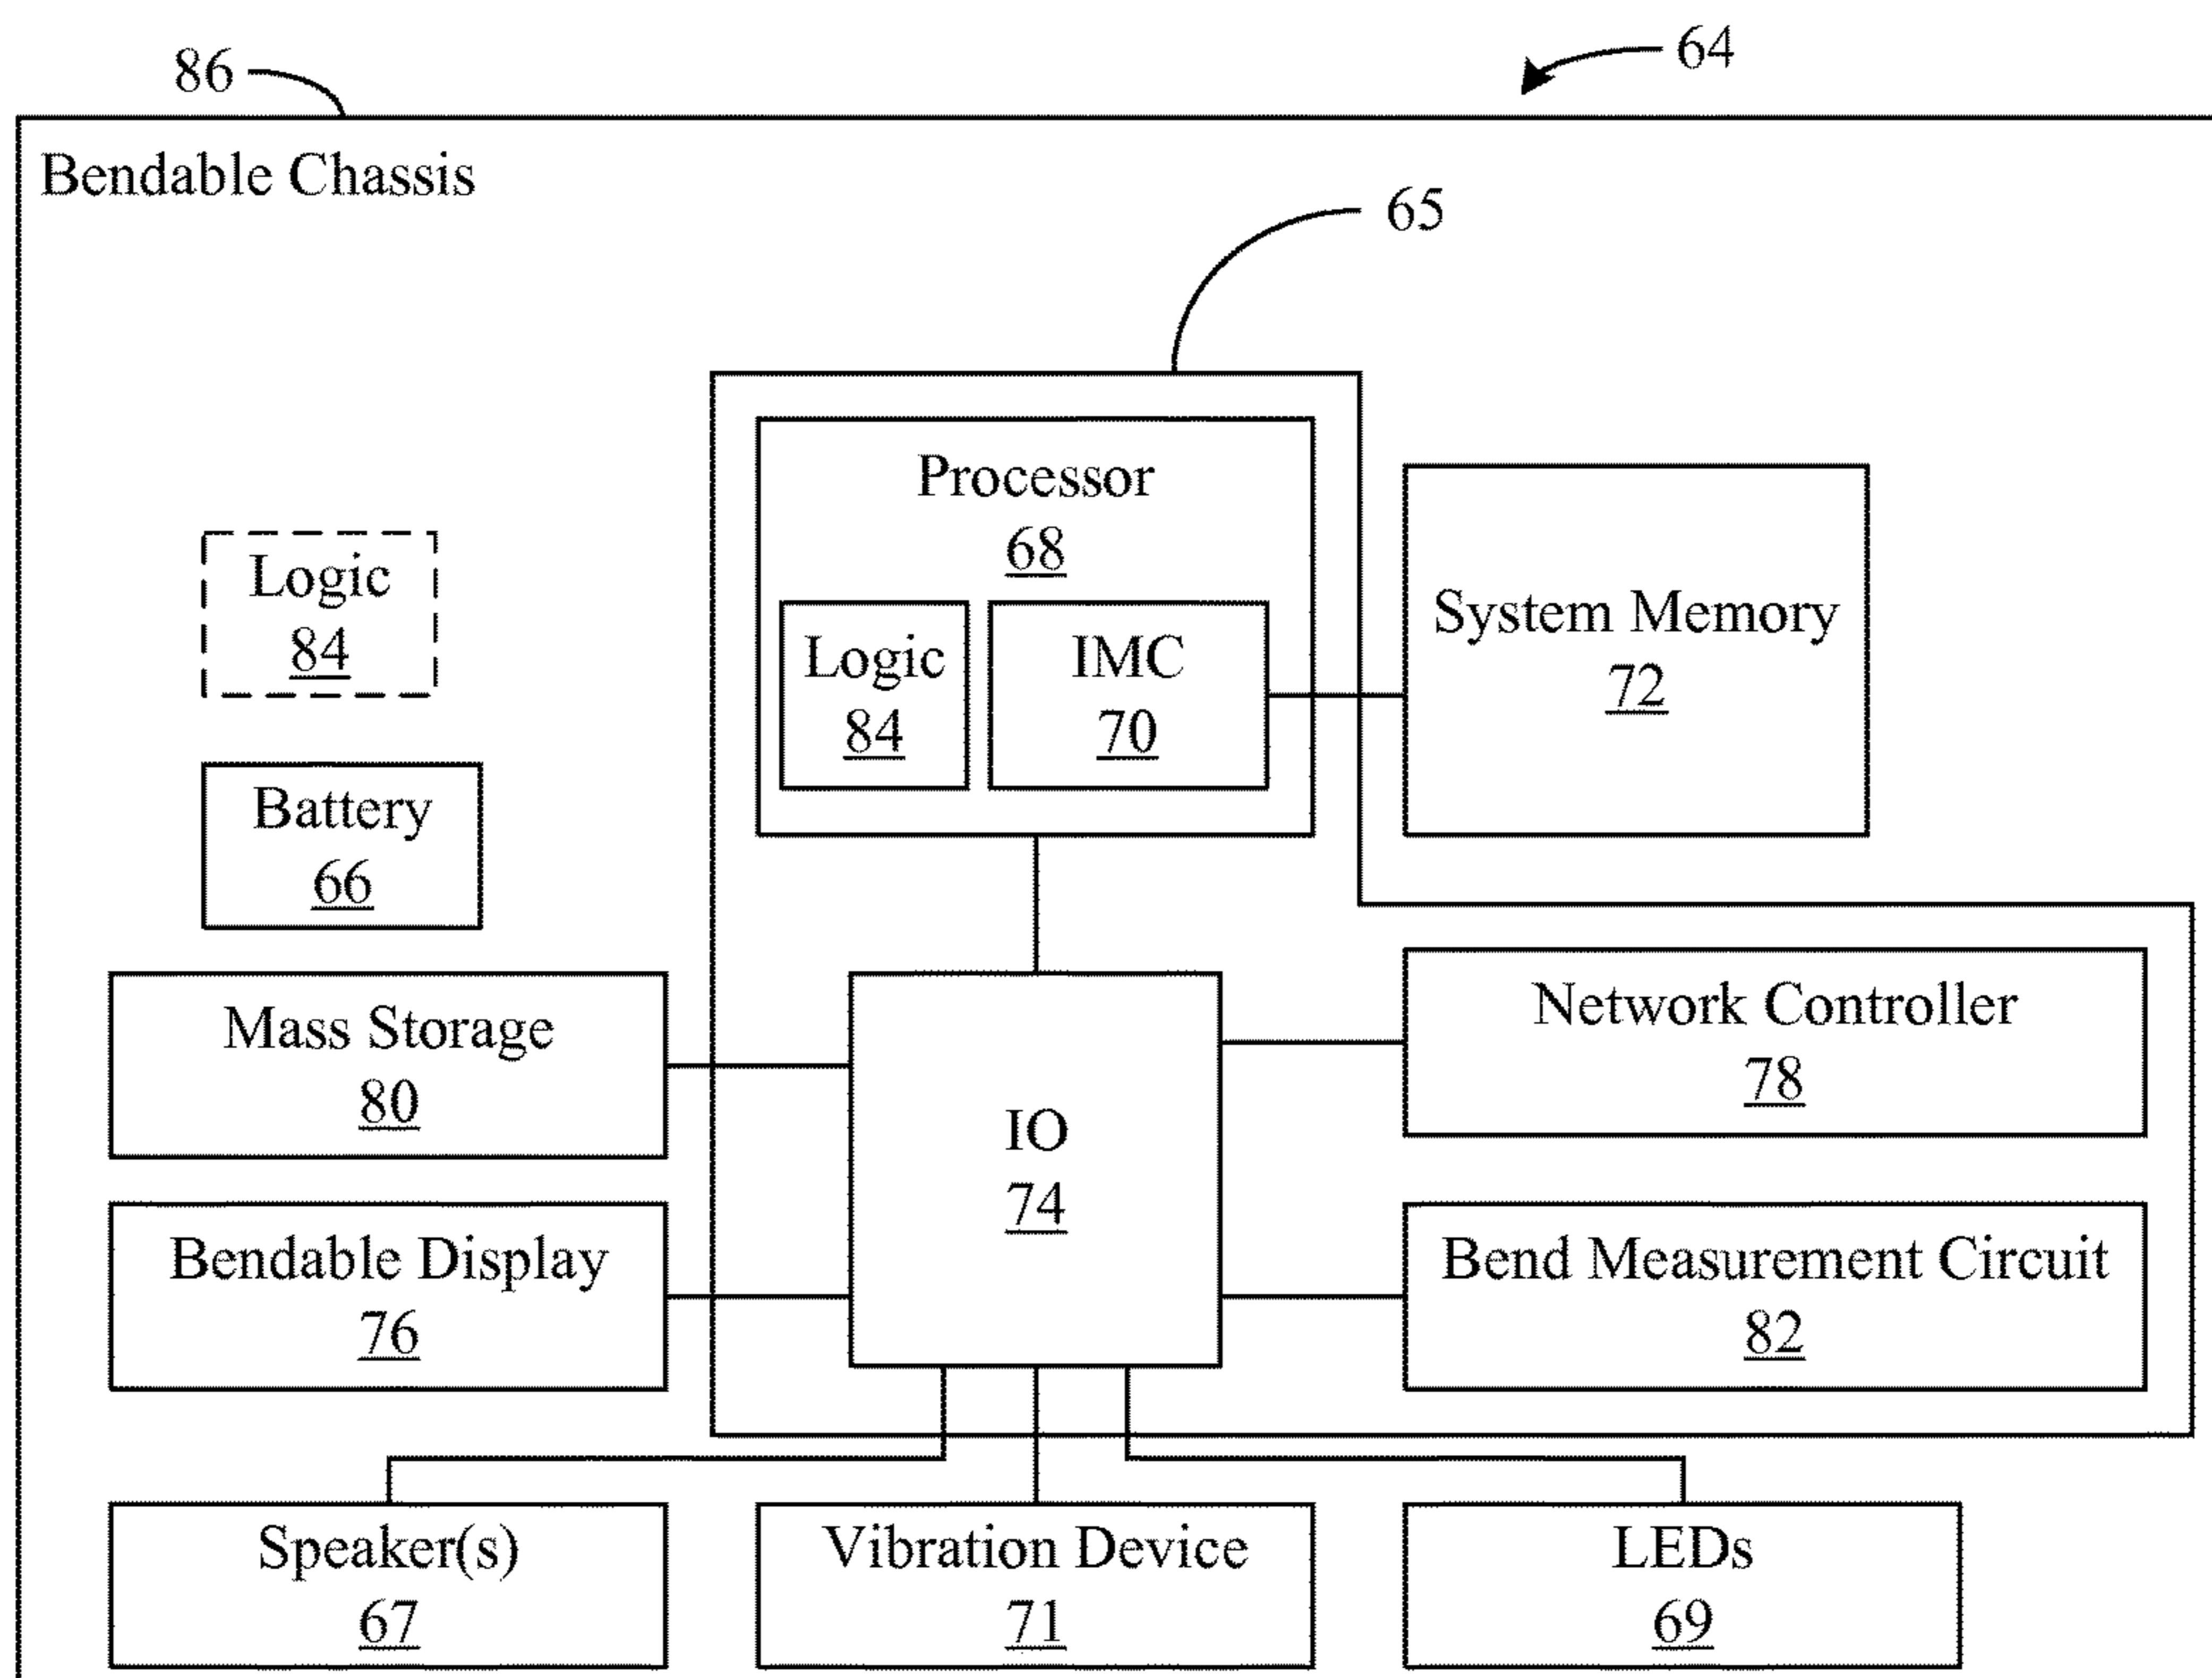 86
64
Bendable Chassis
65
Processor
68
Logic
84
IMC
70
System Memory
72
Logic
84
Battery
66
Mass Storage
80
IO
74
Network Controller
78
Bendable Display
76
Bend Measurement Circuit
82
Speaker(s)
67
Vibration Device
71
LEDs
69